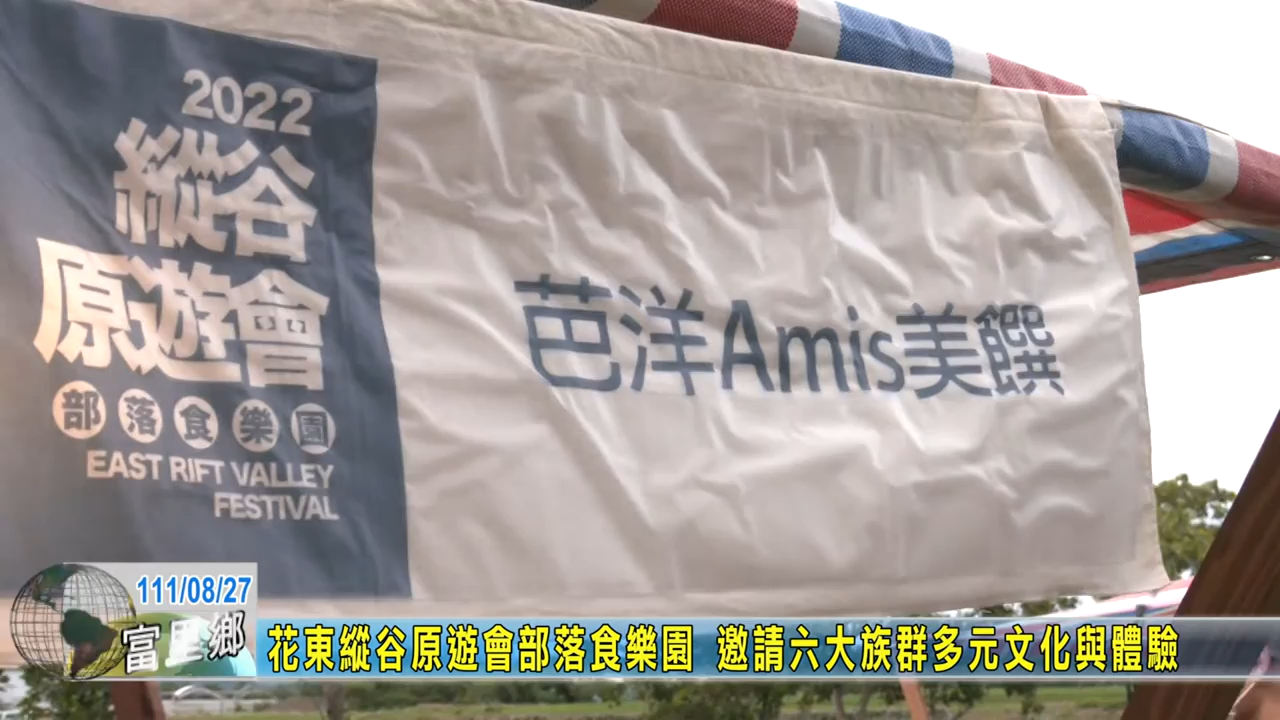 2022
縱谷
原遊會
部落食樂園
EAST RIFT VALLEY
FESTIVAL
芭洋Amis美饌
111/08/27
富里鄉
花東縱谷原遊會部落食樂園 邀請六大族群多元文化與體驗